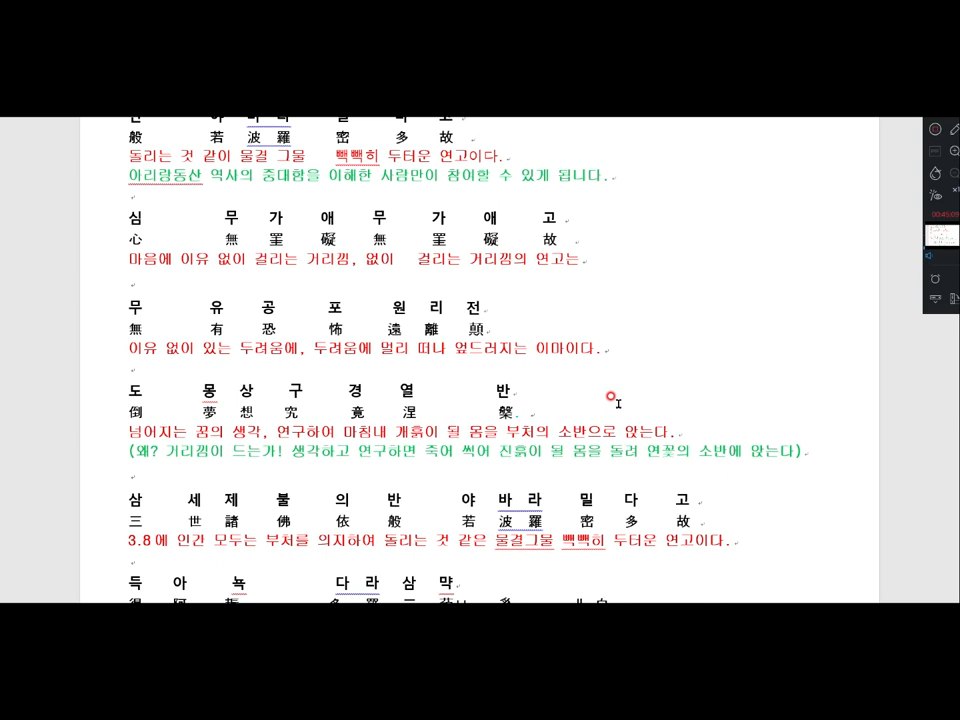 般 若 波 羅 密 多 故
돌리는 것 같이 물결 그물 빽빽히 두터운 연고이다.
아리랑동산 역사의 중대함을 이해한 사람만이 참여할 수 있게 됩니다.
심 무 가 애 무 가 애 고
心 無 罣 礙 無 罣 礙 故
마음에 이유 없이 걸리는 거리낌, 없이 걸리는 거리낌의 연고는
무 유 공 포 원 리 전
無 有 恐 怖 遠 離 顛
이유 없이 있는 두려움에, 두려움에 멀리 떠나 엎드러지는 이마이다.
도 몽 상 구 경 열 반
倒 夢 想 究 竟 涅 槃
넘어지는 꿈의 생각, 연구하여 마침내 개흙이 될 몸을 부처의 소반으로 앉는다.
(왜? 거리낌이 드는가! 생각하고 연구하면 죽어 썩어 진흙이 될 몸을 돌려 연꽃의 소반에 앉는다)
삼 세 제 불 의 반 야 바 라 밀 다 고
三 世 諸 佛 依 般 若 波 羅 密 多 故
3.8에 인간 모두는 부처를 의지하여 돌리는 것 같은 물결그물 빽빽히 두터운 연고이다.
득 아 뇩 다 라 삼 먁
00:45:09